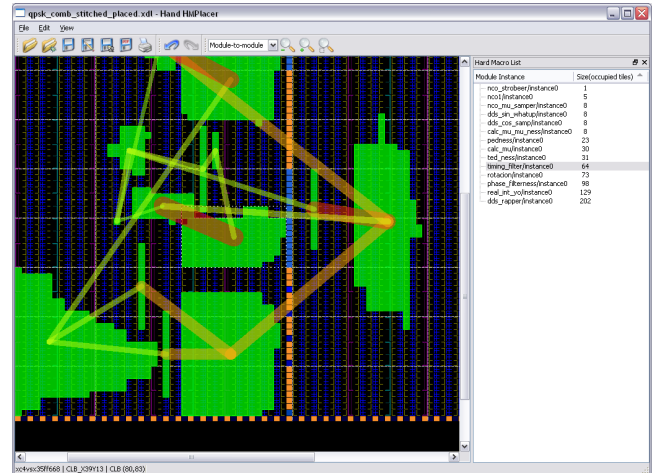 qpsk_comb_stitched_placed.xdl - Hand HMPlacer
File Edit View
Module-to-module
Hard Macro List
Module Instance Size(occupied tiles)
nco_strobeer/instance0 1
nco1/instance0 5
nco_mu_samper/instance0 8
dds_sin_whatup/instance0 8
dds_cos_samp/instance0 8
calc_mu_mu_ness/instance0 8
pedness/instance0 23
calc_mu/instance0 30
ted_ness/instance0 31
timing_filter/instance0 64
rotacion/instance0 73
phase_filterness/instance0 98
real_int_yo/instance0 129
dds_rapper/instance0 202
xc4vsx35ff668 | CLB_X39Y13 | CLB (80,83)